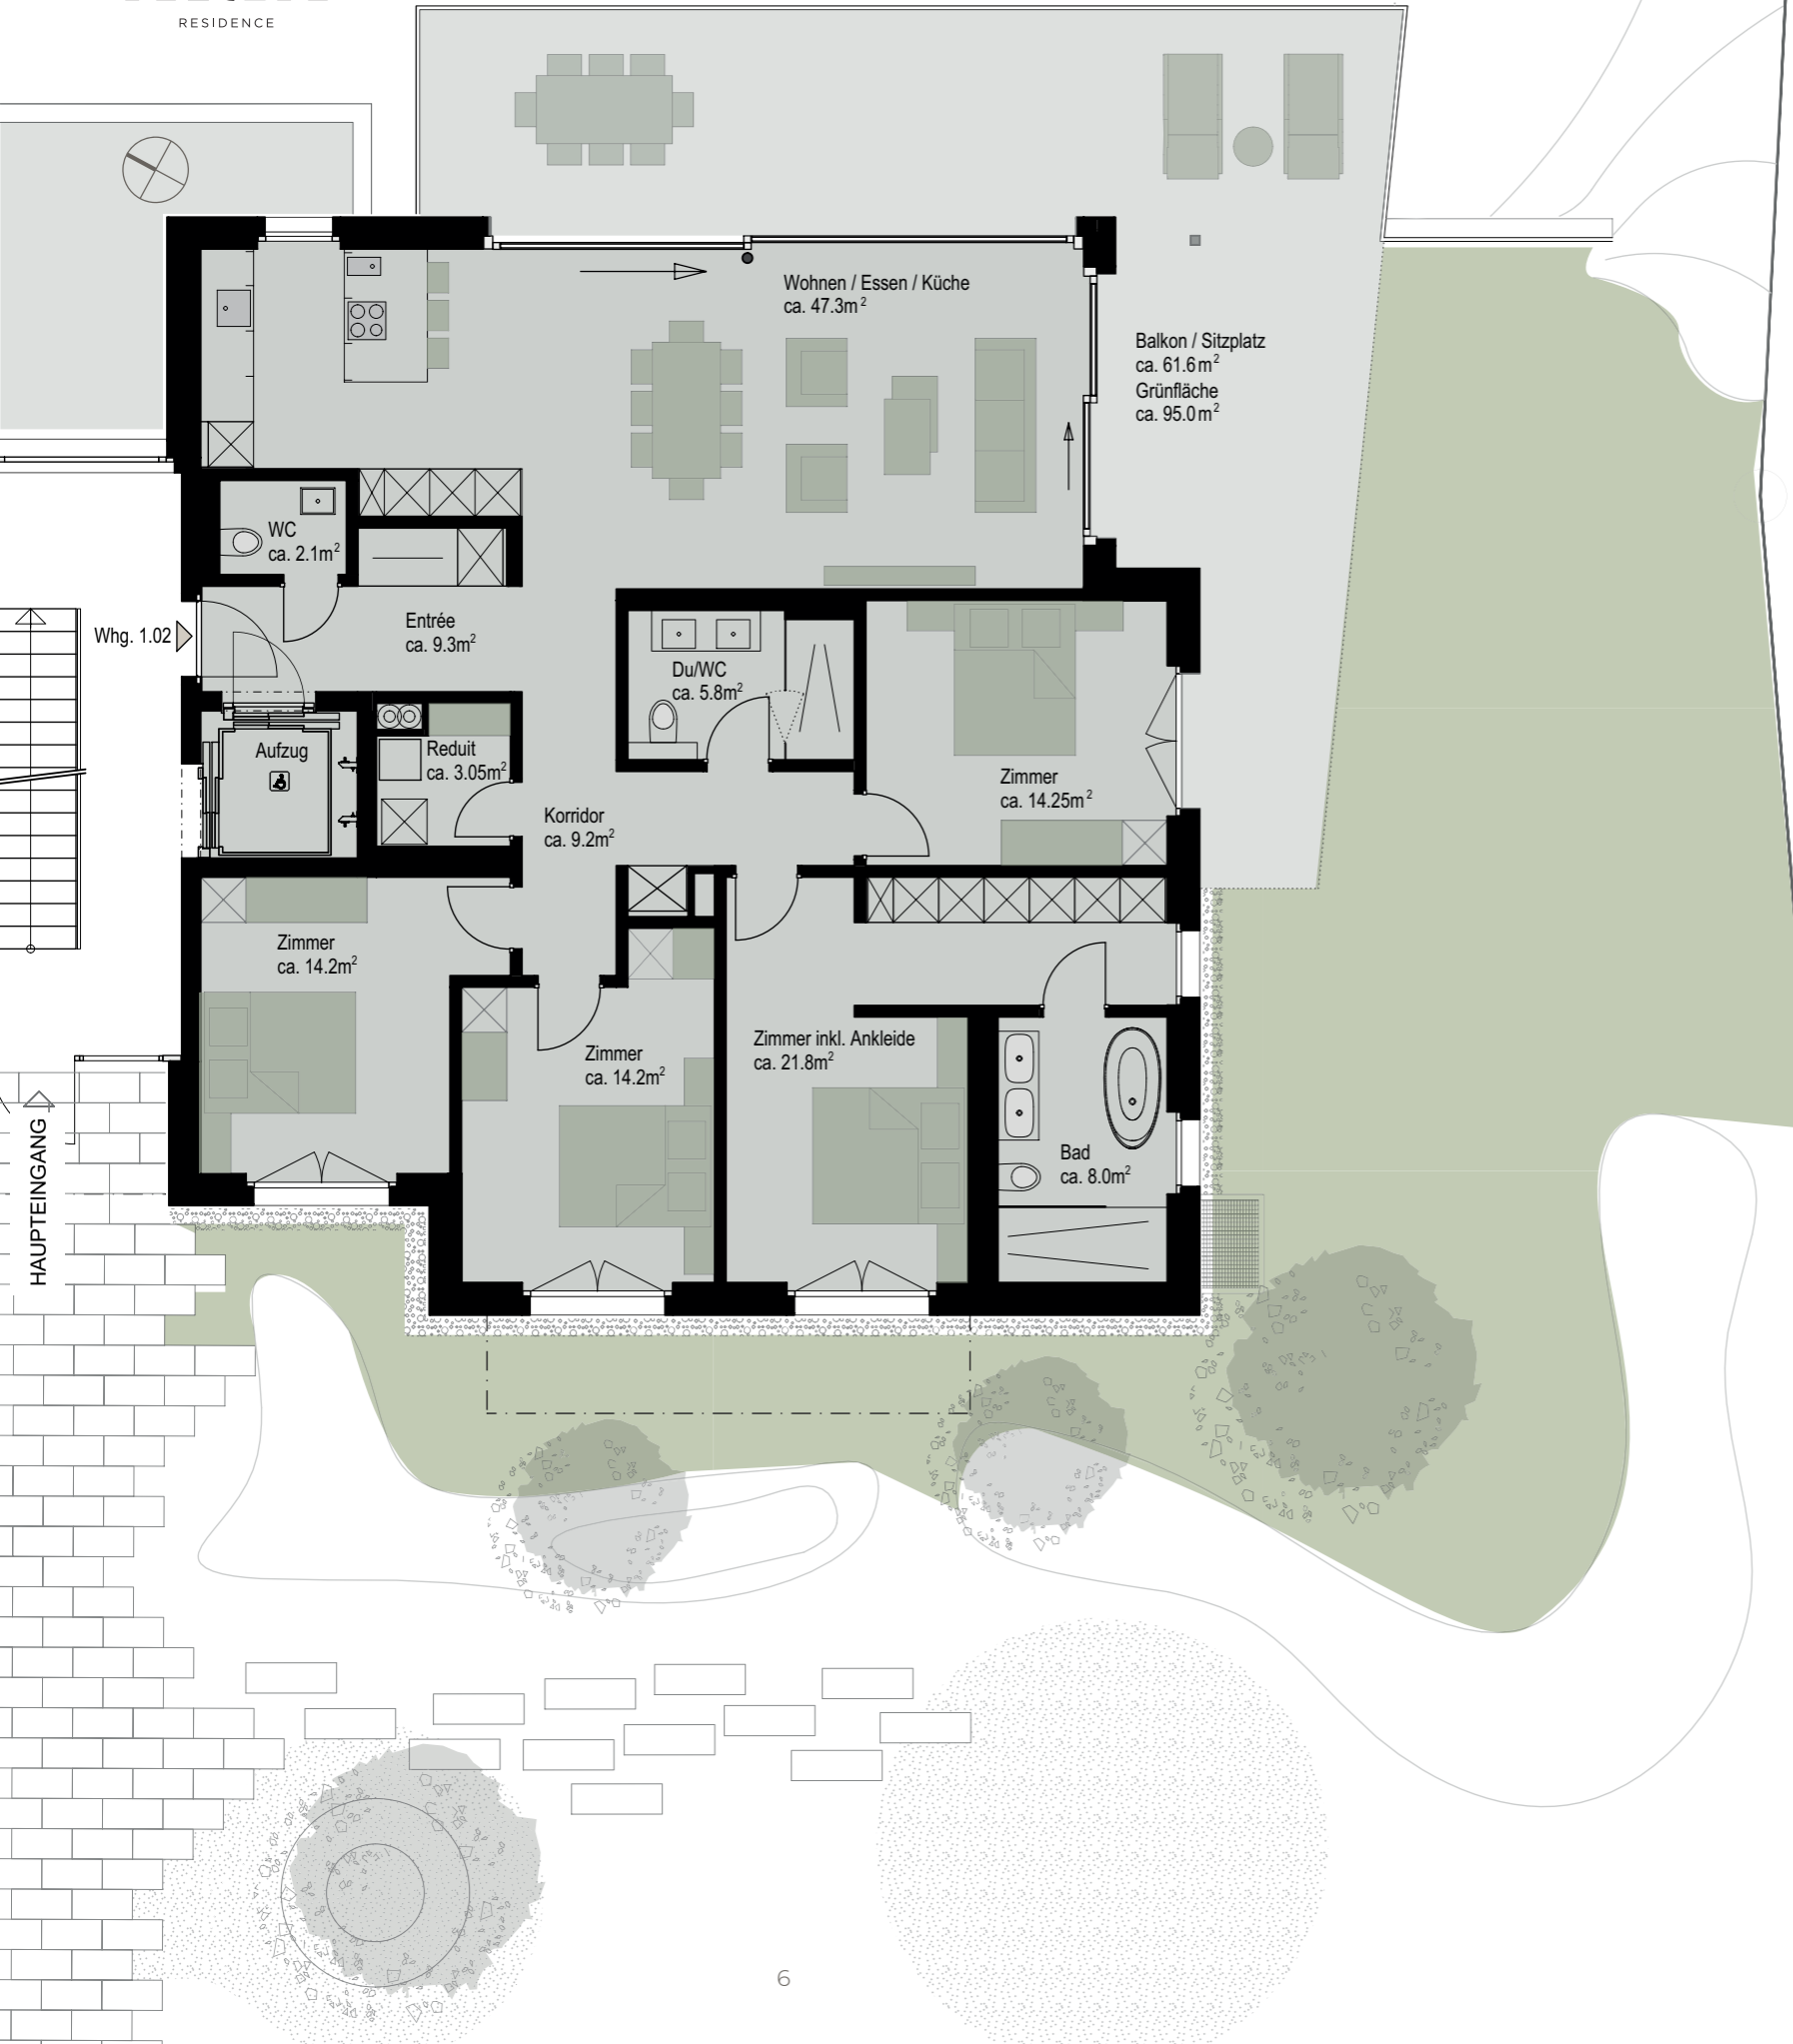 RESIDENCE
Wohnen / Essen / Küche
ca. 47.3m²
Balkon / Sitzplatz
ca. 61.6m²
Grünfläche
ca. 95.0m²
WC
ca. 2.1m²
Entrée
ca. 9.3m²
Whg. 1.02
Du/WC
ca. 5.8m²
Aufzug
Reduit
ca. 3.05m²
Zimmer
ca. 14.25m²
Korridor
ca. 9.2m²
Zimmer
ca. 14.2m²
Zimmer
ca. 14.2m²
Zimmer inkl. Ankleide
ca. 21.8m²
Bad
ca. 8.0m²
HAUPTEINGANG
6